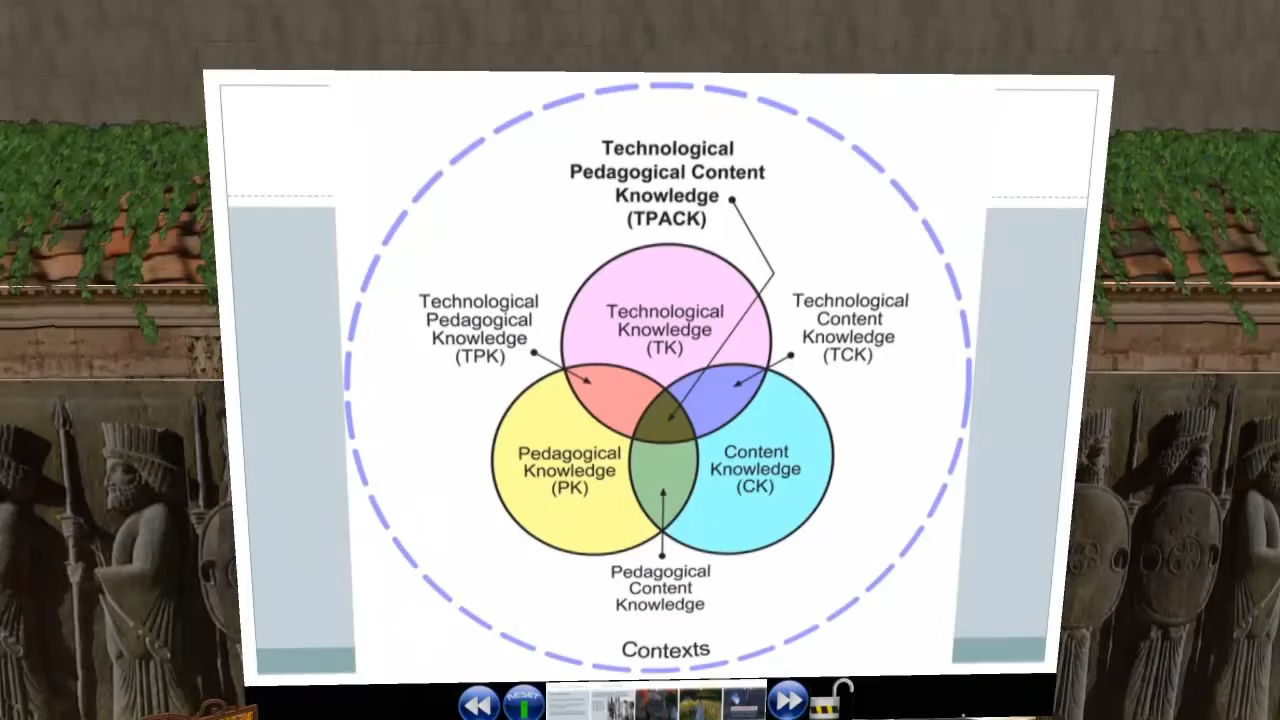 Technological
Pedagogical Content
Knowledge
(TPACK)
Technological
Pedagogical
Knowledge
(TPK)
Technological
Knowledge
(TK)
Technological
Content
Knowledge
(TCK)
Pedagogical
Knowledge
(PK)
Content
Knowledge
(CK)
Pedagogical
Content
Knowledge
Contexts
RESET